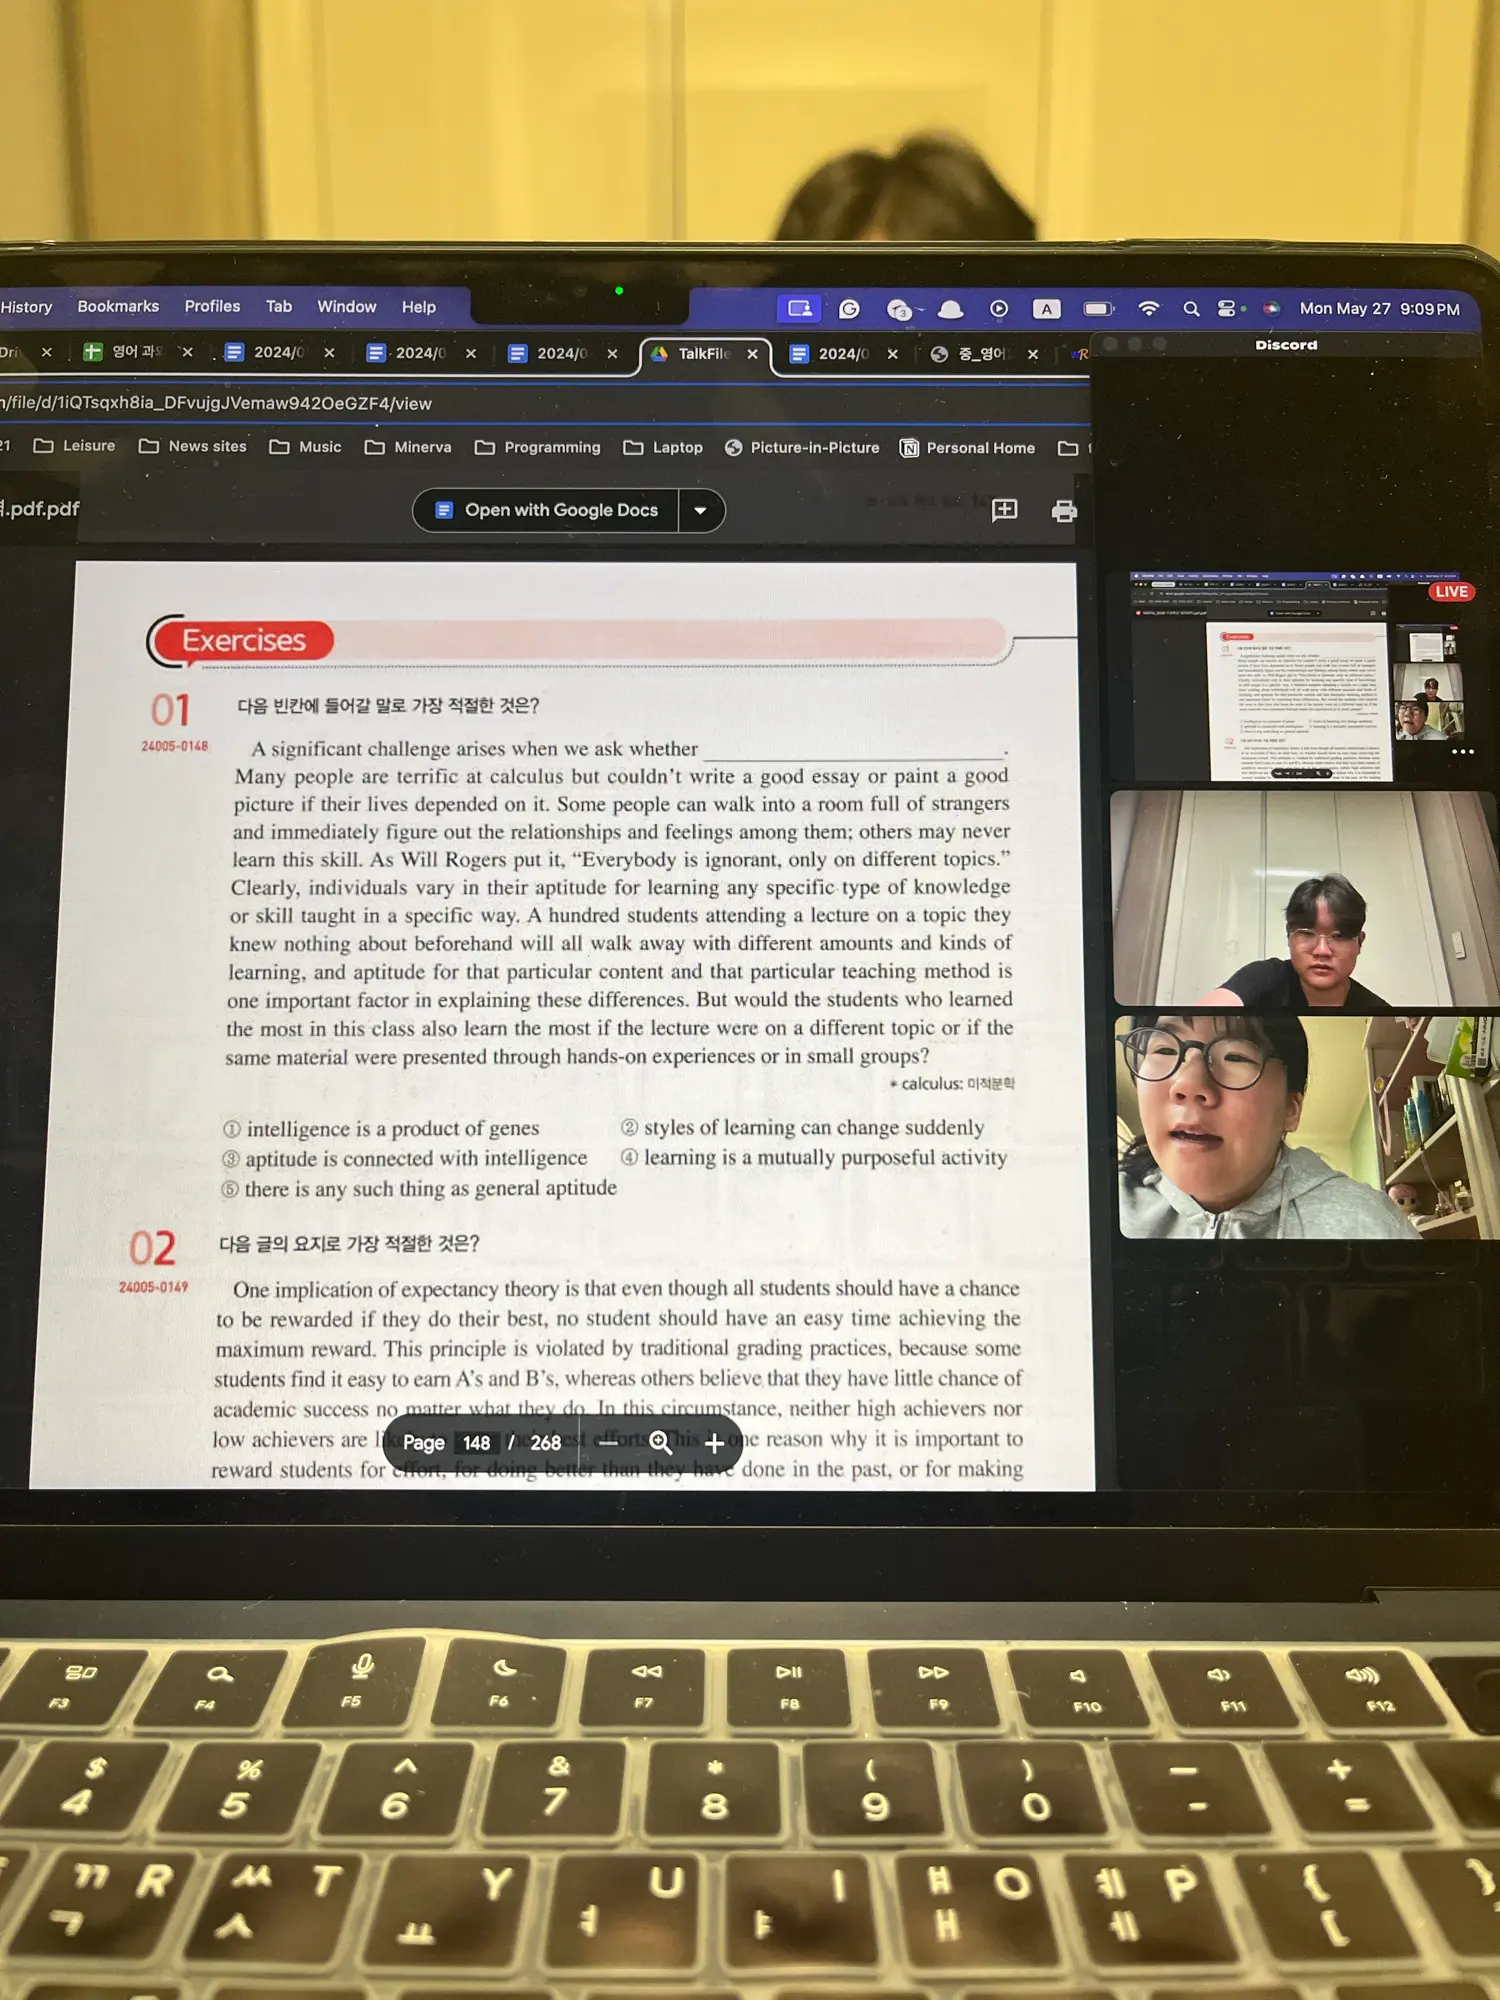 History Bookmarks Profiles Tab Window Help A Mon May 27 9:09 PM
영어 2024/0 2024/0 2024/0 TalkFile 2024/0 중_영어
Discord
/file/d/1iQTsqxh8ia_DFvujgJVemaw942OeGZF4/view
21 Leisure News sites Music Minerva Programming Laptop Picture-in-Picture Personal Home
.pdf.pdf
Open with Google Docs
LIVE
Exercises
01
24005-0148
다음 빈칸에 들어갈 말로 가장 적절한 것은?
A significant challenge arises when we ask whether ____________.
Many people are terrific at calculus but couldn't write a good essay or paint a good
picture if their lives depended on it. Some people can walk into a room full of strangers
and immediately figure out the relationships and feelings among them; others may never
learn this skill. As Will Rogers put it, “Everybody is ignorant, only on different topics.”
Clearly, individuals vary in their aptitude for learning any specific type of knowledge
or skill taught in a specific way. A hundred students attending a lecture on a topic they
knew nothing about beforehand will all walk away with different amounts and kinds of
learning, and aptitude for that particular content and that particular teaching method is
one important factor in explaining these differences. But would the students who learned
the most in this class also learn the most if the lecture were on a different topic or if the
same material were presented through hands-on experiences or in small groups?
* calculus: 미적분학
① intelligence is a product of genes
② styles of learning can change suddenly
③ aptitude is connected with intelligence
④ learning is a mutually purposeful activity
⑤ there is any such thing as general aptitude
02
24005-0149
다음 글의 요지로 가장 적절한 것은?
One implication of expectancy theory is that even though all students should have a chance
to be rewarded if they do their best, no student should have an easy time achieving the
maximum reward. This principle is violated by traditional grading practices, because some
students find it easy to earn A's and B's, whereas others believe that they have little chance of
academic success no matter what they do. In this circumstance, neither high achievers nor
low achievers are best efforts. This one reason why it is important to
reward students for effort, for doing better than they have done in the past, or for making
Page 148 / 268
F3 F4 F5 F6 F7 F8 F9 F10 F11 F12
$ % ^ & * ( ) — +
4 5 6 7 8 9 0 - =
ㄲ R ㅆ T Y U I ㅒ O ㅖ P { }
ㄱ ㅅ ㅛ ㅕ ㅑ ㅐ ㅔ [